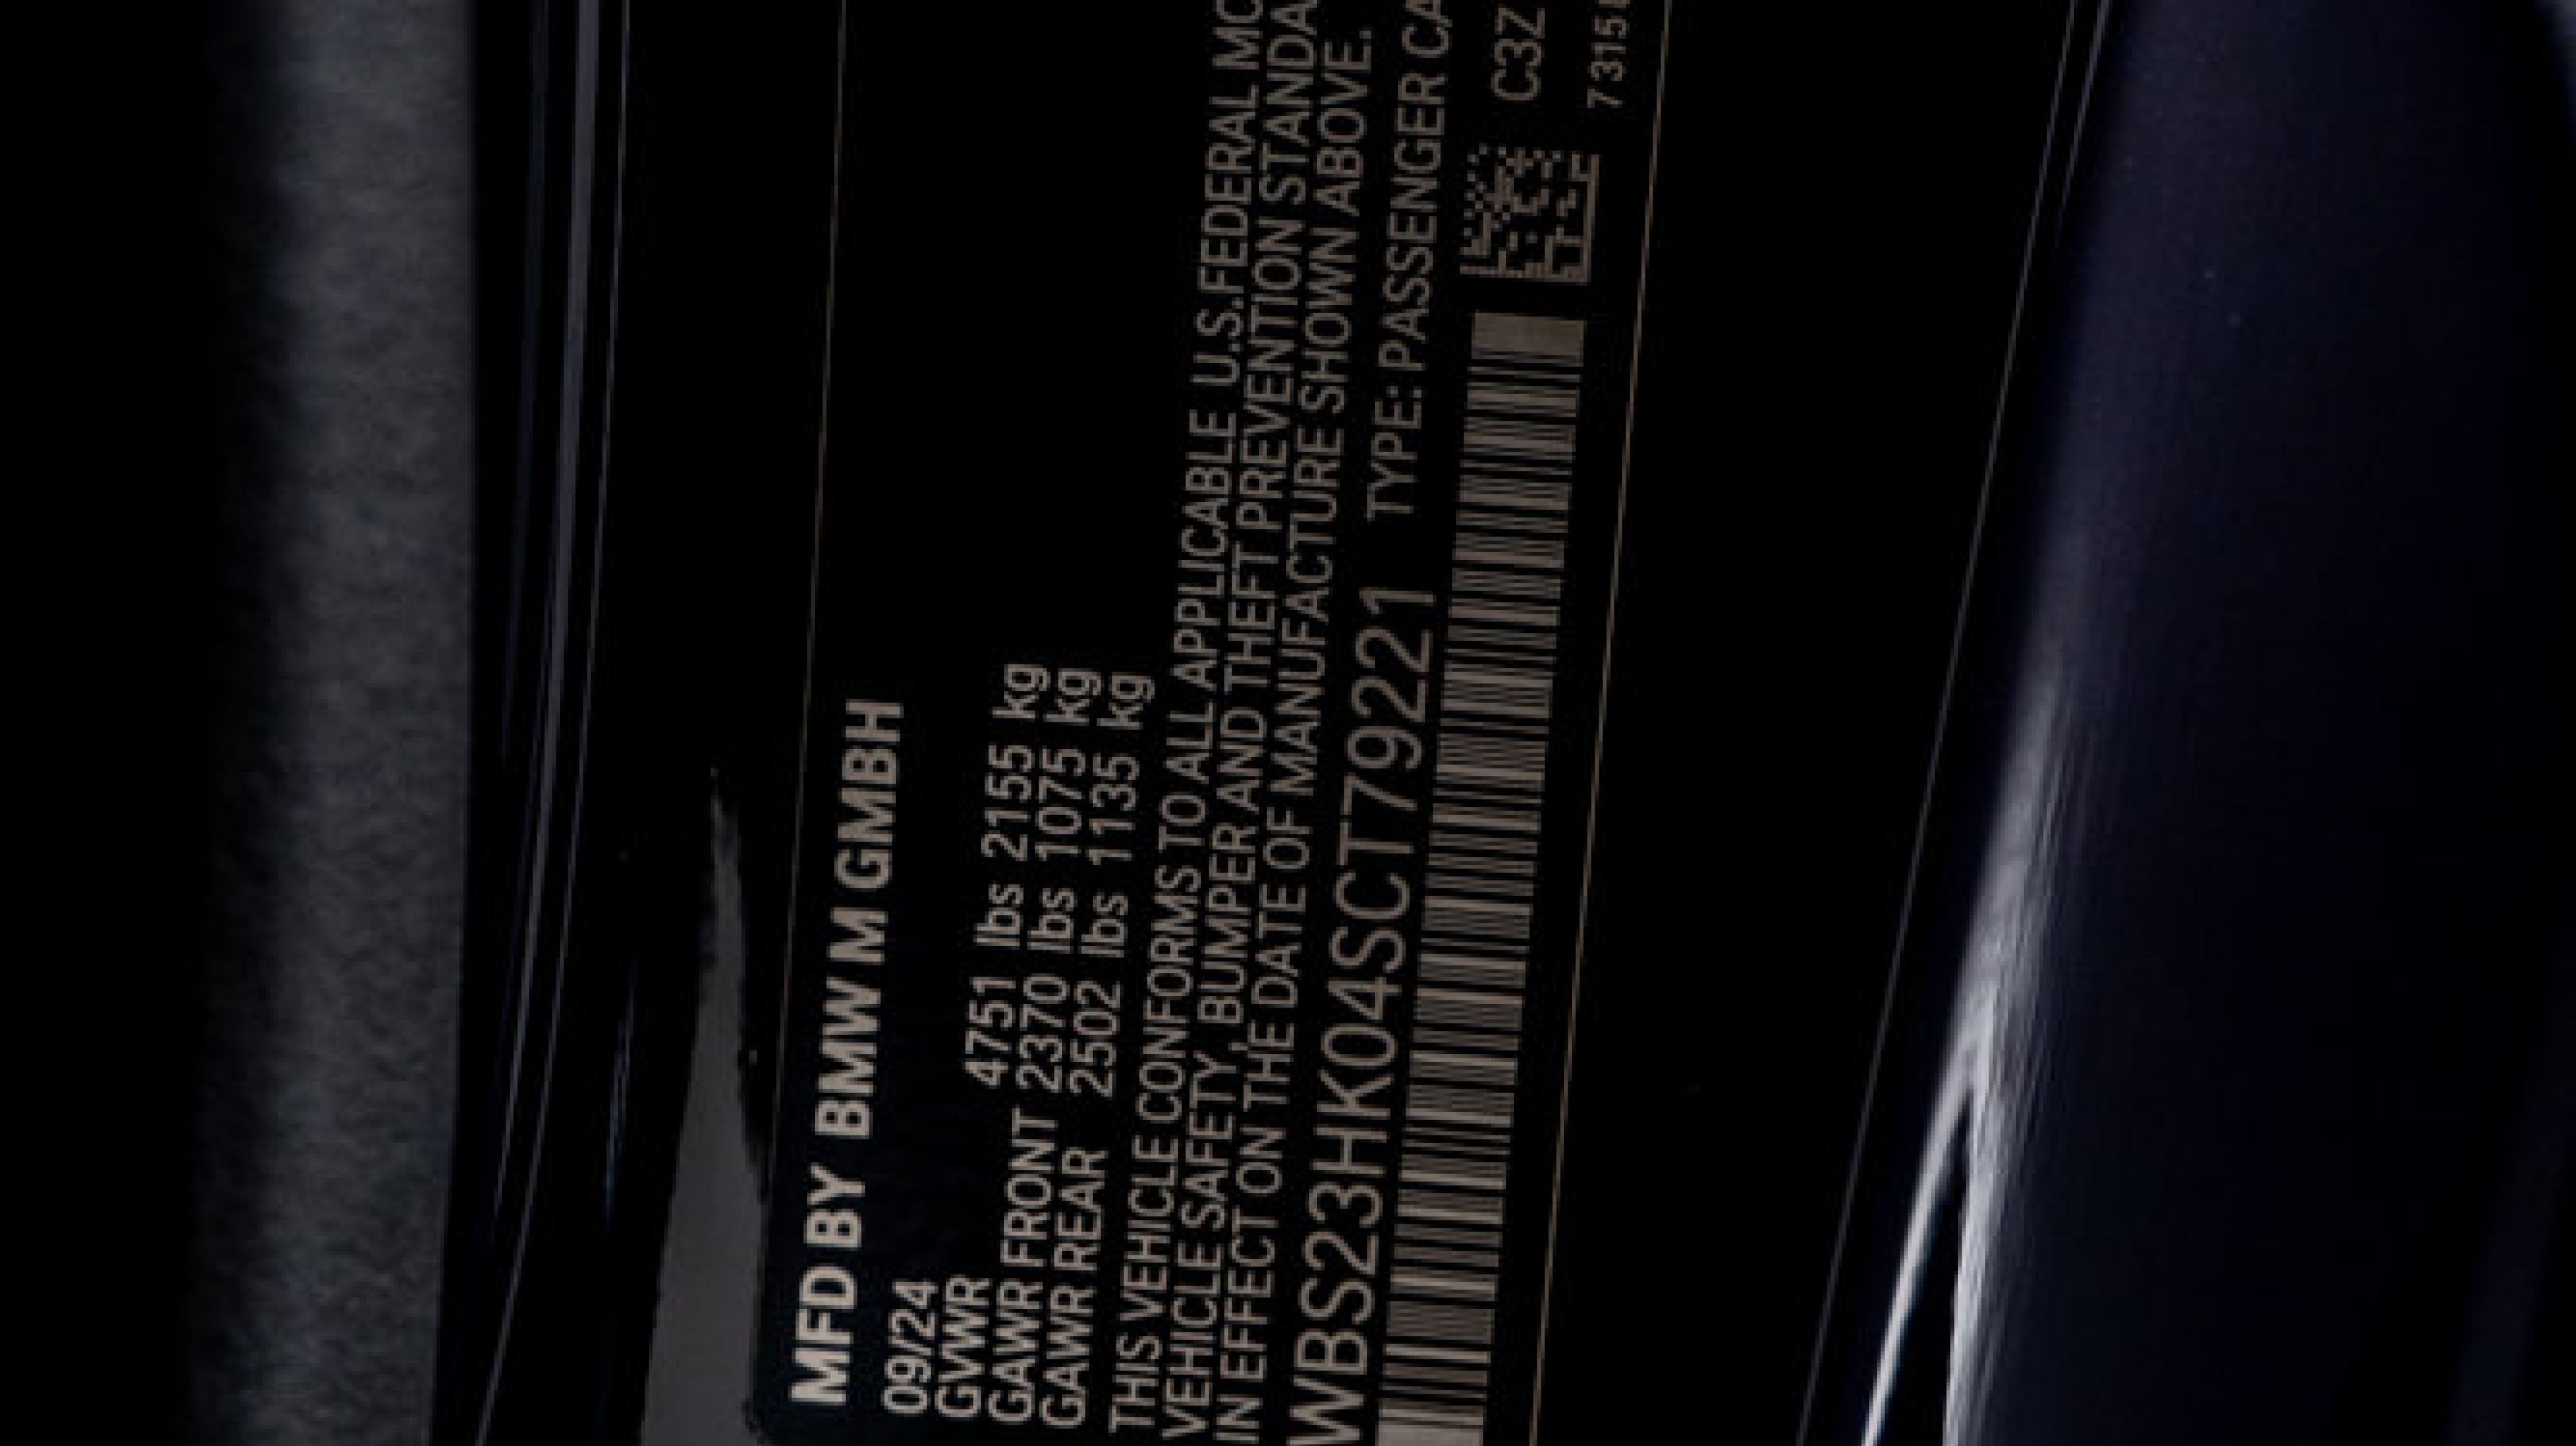 MFD BY BMW M GMBH
09/24
GVWR 4751 lbs 2155 kg
GAWR FRONT 2370 lbs 1075 kg
GAWR REAR 2502 lbs 1135 kg
THIS VEHICLE CONFORMS TO ALL APPLICABLE U.S.FEDERAL MO
VEHICLE SAFETY, BUMPER AND THEFT PREVENTION STANDA
IN EFFECT ON THE DATE OF MANUFACTURE SHOWN ABOVE.
WBS23HK04SCT79221 TYPE: PASSENGER CA
C3Z
7315